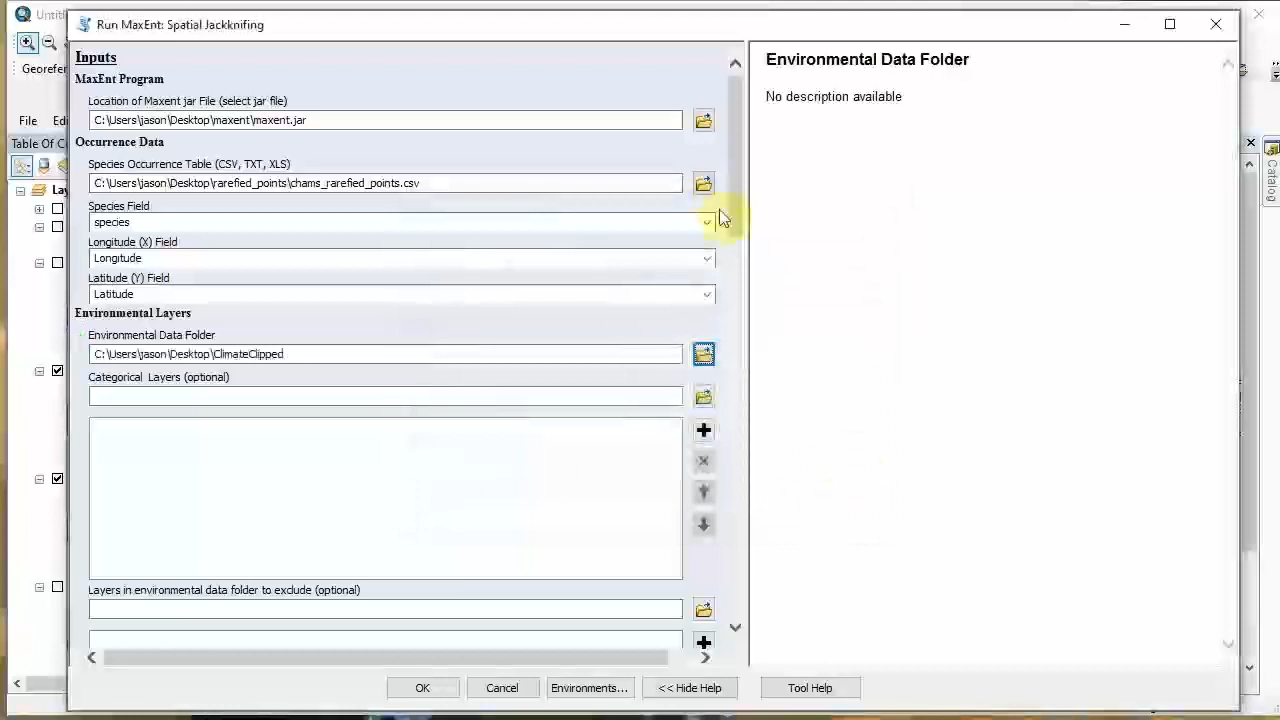 Untitl
Run MaxEnt: Spatial Jackknifing
Georefer
File
Ed
Table Of Co
Lay
Inputs
MaxEnt Program
Location of Maxent jar File (select jar file)
C:\Users\jason\Desktop\maxent\maxent.jar
Occurrence Data
Species Occurrence Table (CSV, TXT, XLS)
C:\Users\jason\Desktop\rarefied_points\chams_rarefied_points.csv
Species Field
species
Longitude (X) Field
Longitude
Latitude (Y) Field
Latitude
Environmental Layers
Environmental Data Folder
C:\Users\jason\Desktop\ClimateClipped
Categorical Layers (optional)
Layers in environmental data folder to exclude (optional)
OK
Cancel
Environments...
<< Hide Help
Tool Help
Environmental Data Folder
No description available
Catalog